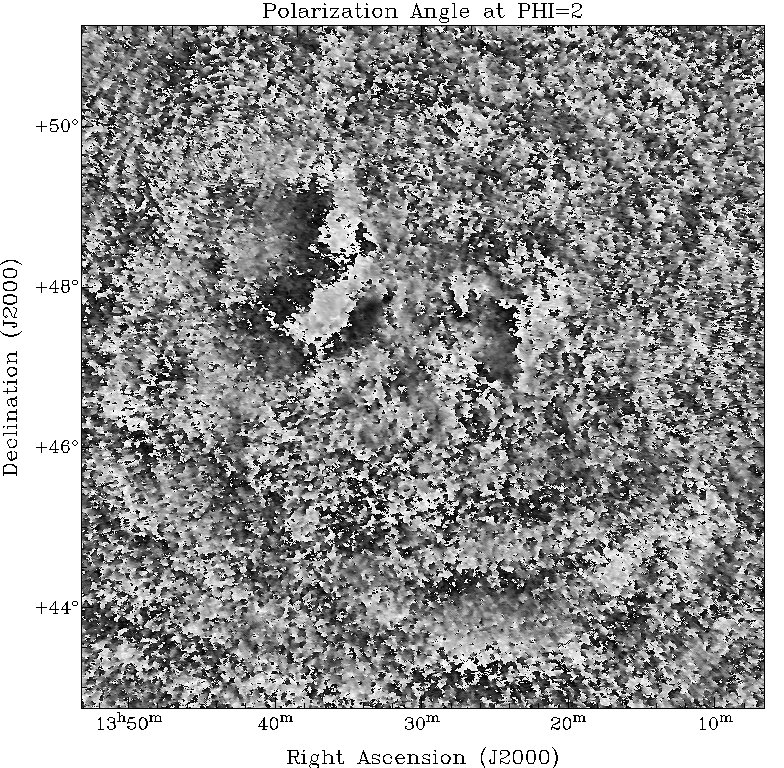 Polarization Angle at PHI=2
+50°
+48°
+46°
+44°
Declination (J2000)
13ʰ50ᵐ 40ᵐ 30ᵐ 20ᵐ 10ᵐ
Right Ascension (J2000)